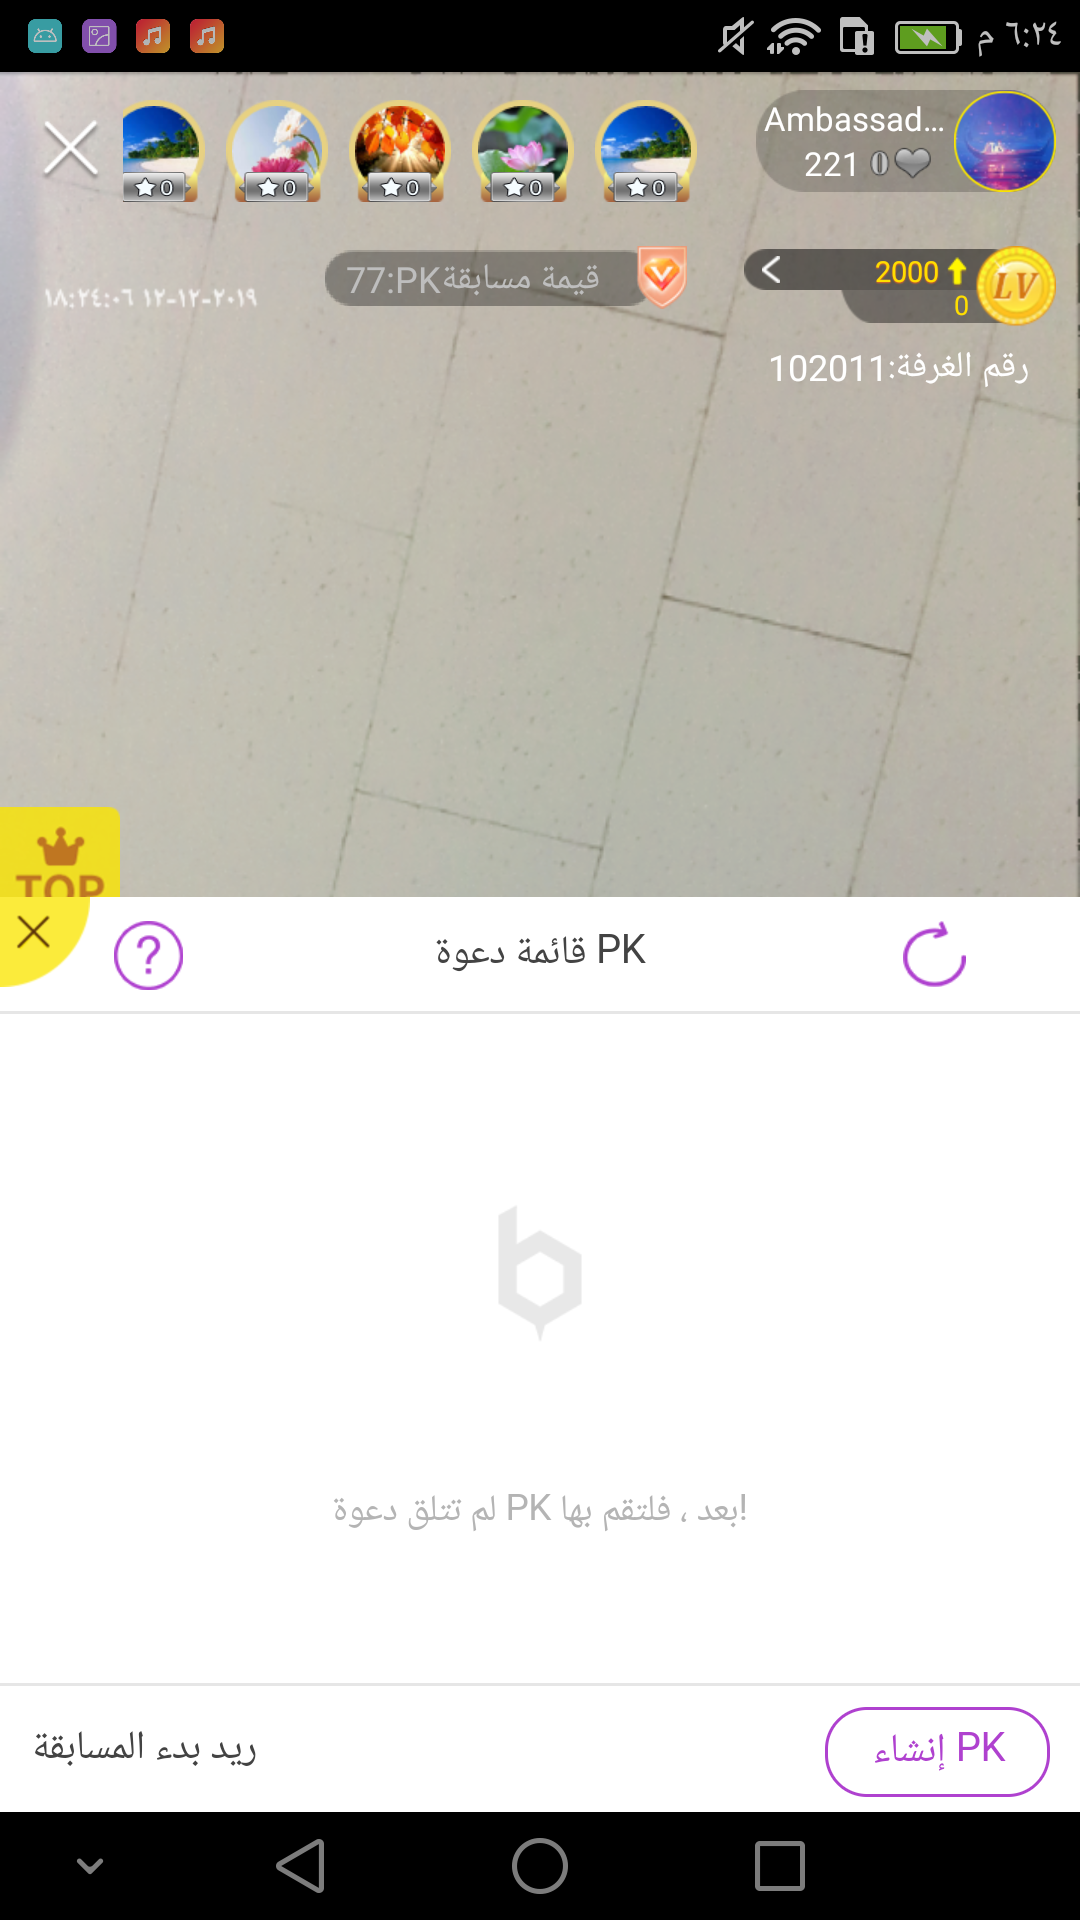 ٦:٢٤ م
Ambassad...
221 0
0
0
0
0
0
قيمة مسابقةPK:77
2000
LV
0
٢٠١٩-١٢-١٢ ١٨:٢٤:٠٦
رقم الغرفة:102011
TOP
قائمة دعوة PK
لم تتلق دعوة PK بعد ، فلتقم بها!
ريد بدء المسابقة
إنشاء PK